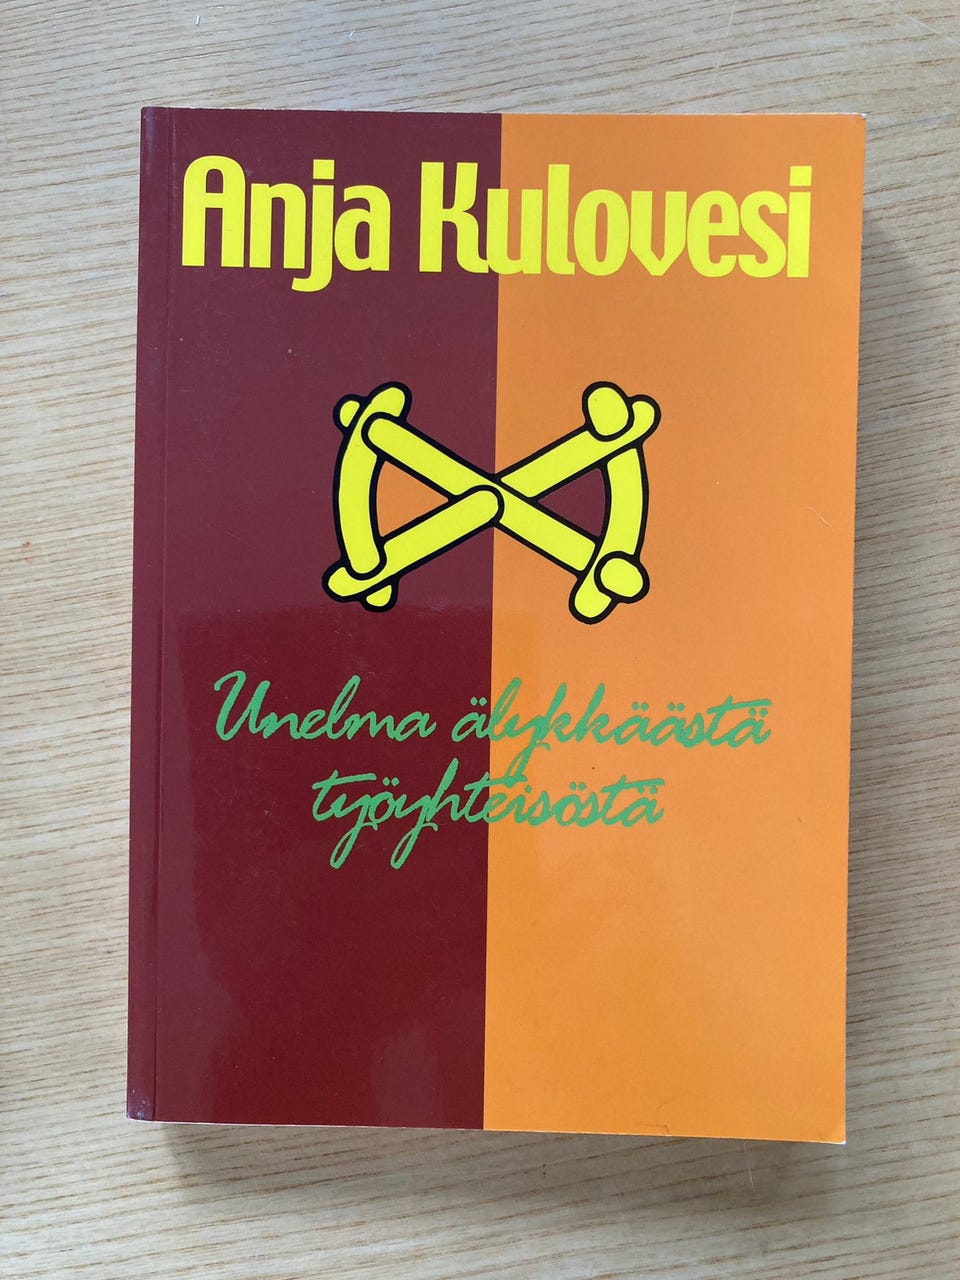 Anja Kulovesi
Unelma älykkäästä
työyhteisöstä